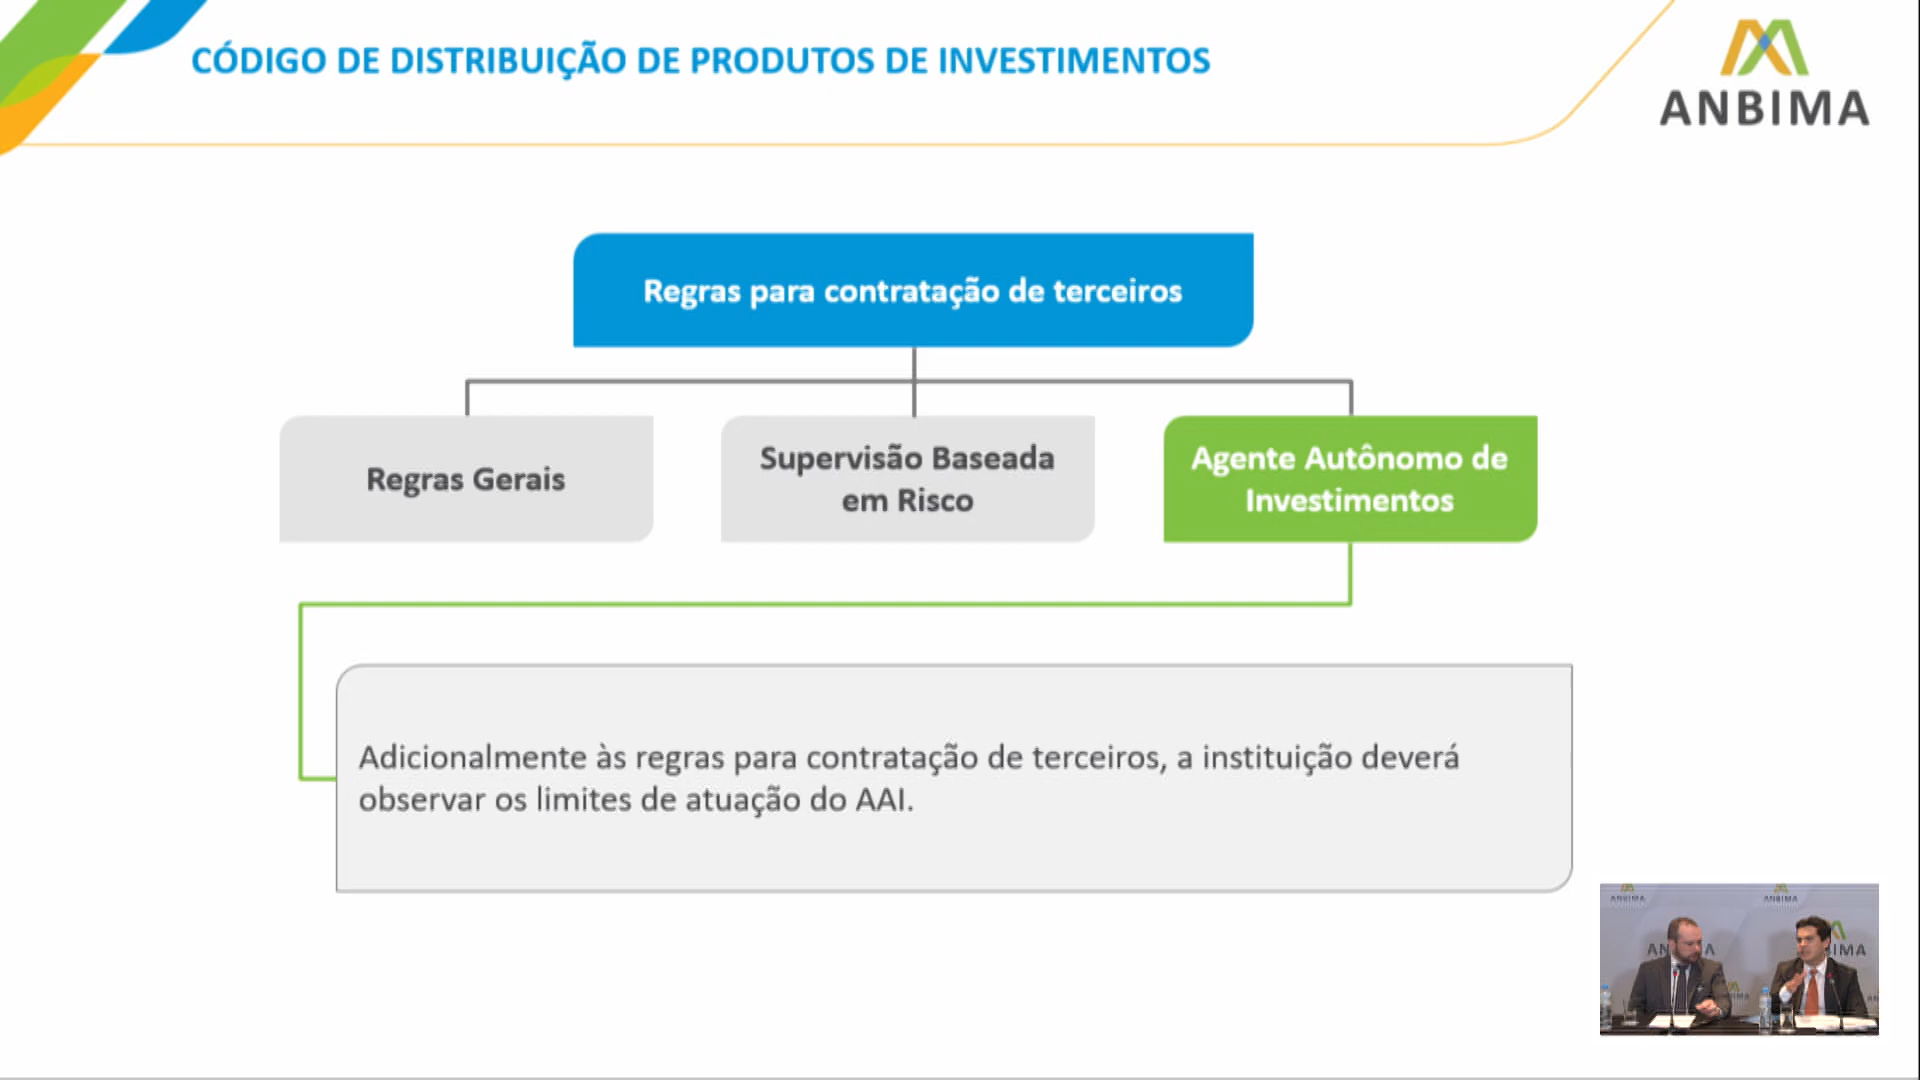 CÓDIGO DE DISTRIBUIÇÃO DE PRODUTOS DE INVESTIMENTOS
ANBIMA
Regras para contratação de terceiros
Regras Gerais
Supervisão Baseada
em Risco
Agente Autônomo de
Investimentos
Adicionalmente às regras para contratação de terceiros, a instituição deverá
observar os limites de atuação do AAI.
ANBIMA
ANBIMA